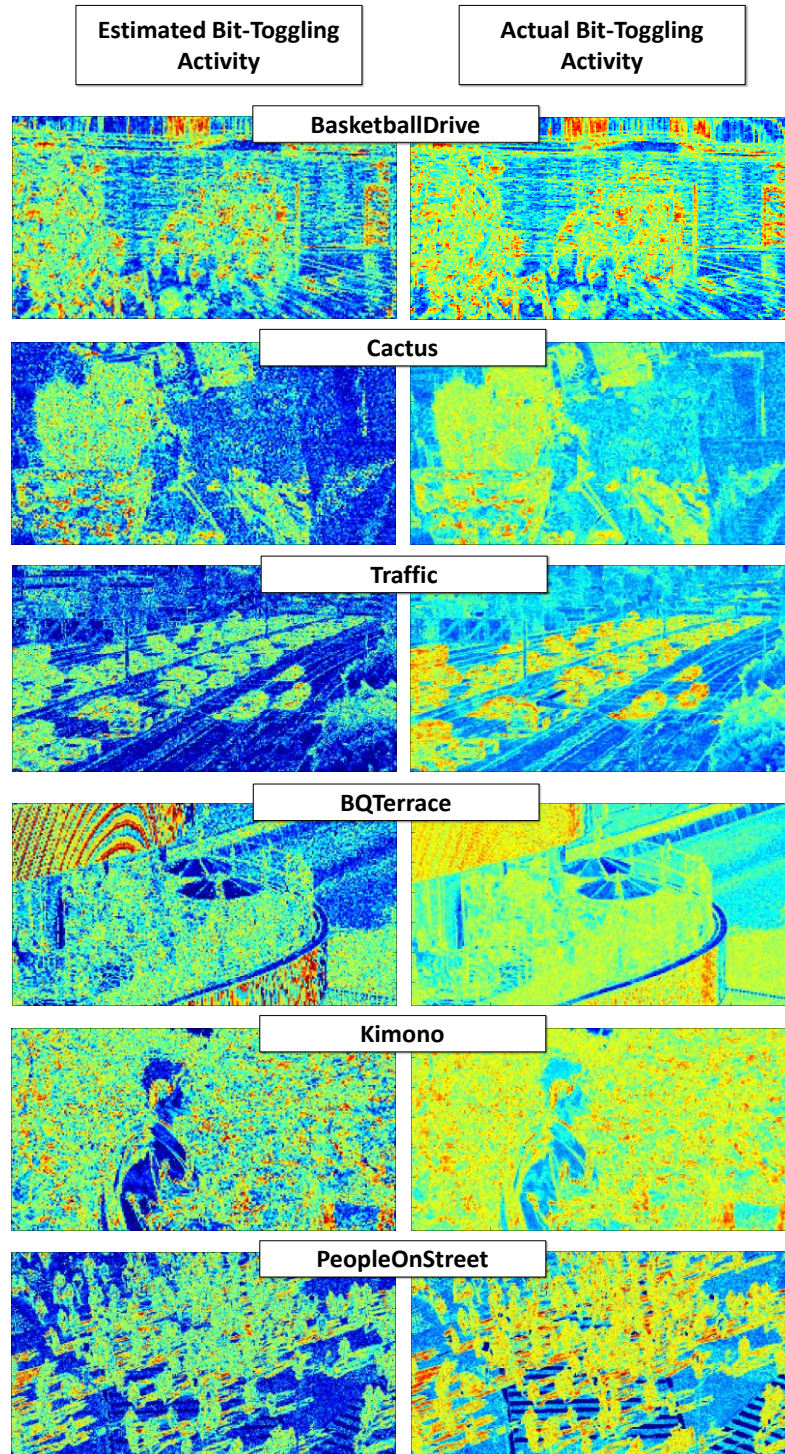 Estimated Bit-Toggling
Activity
Actual Bit-Toggling
Activity
BasketballDrive
Cactus
Traffic
BQTerrace
Kimono
PeopleOnStreet